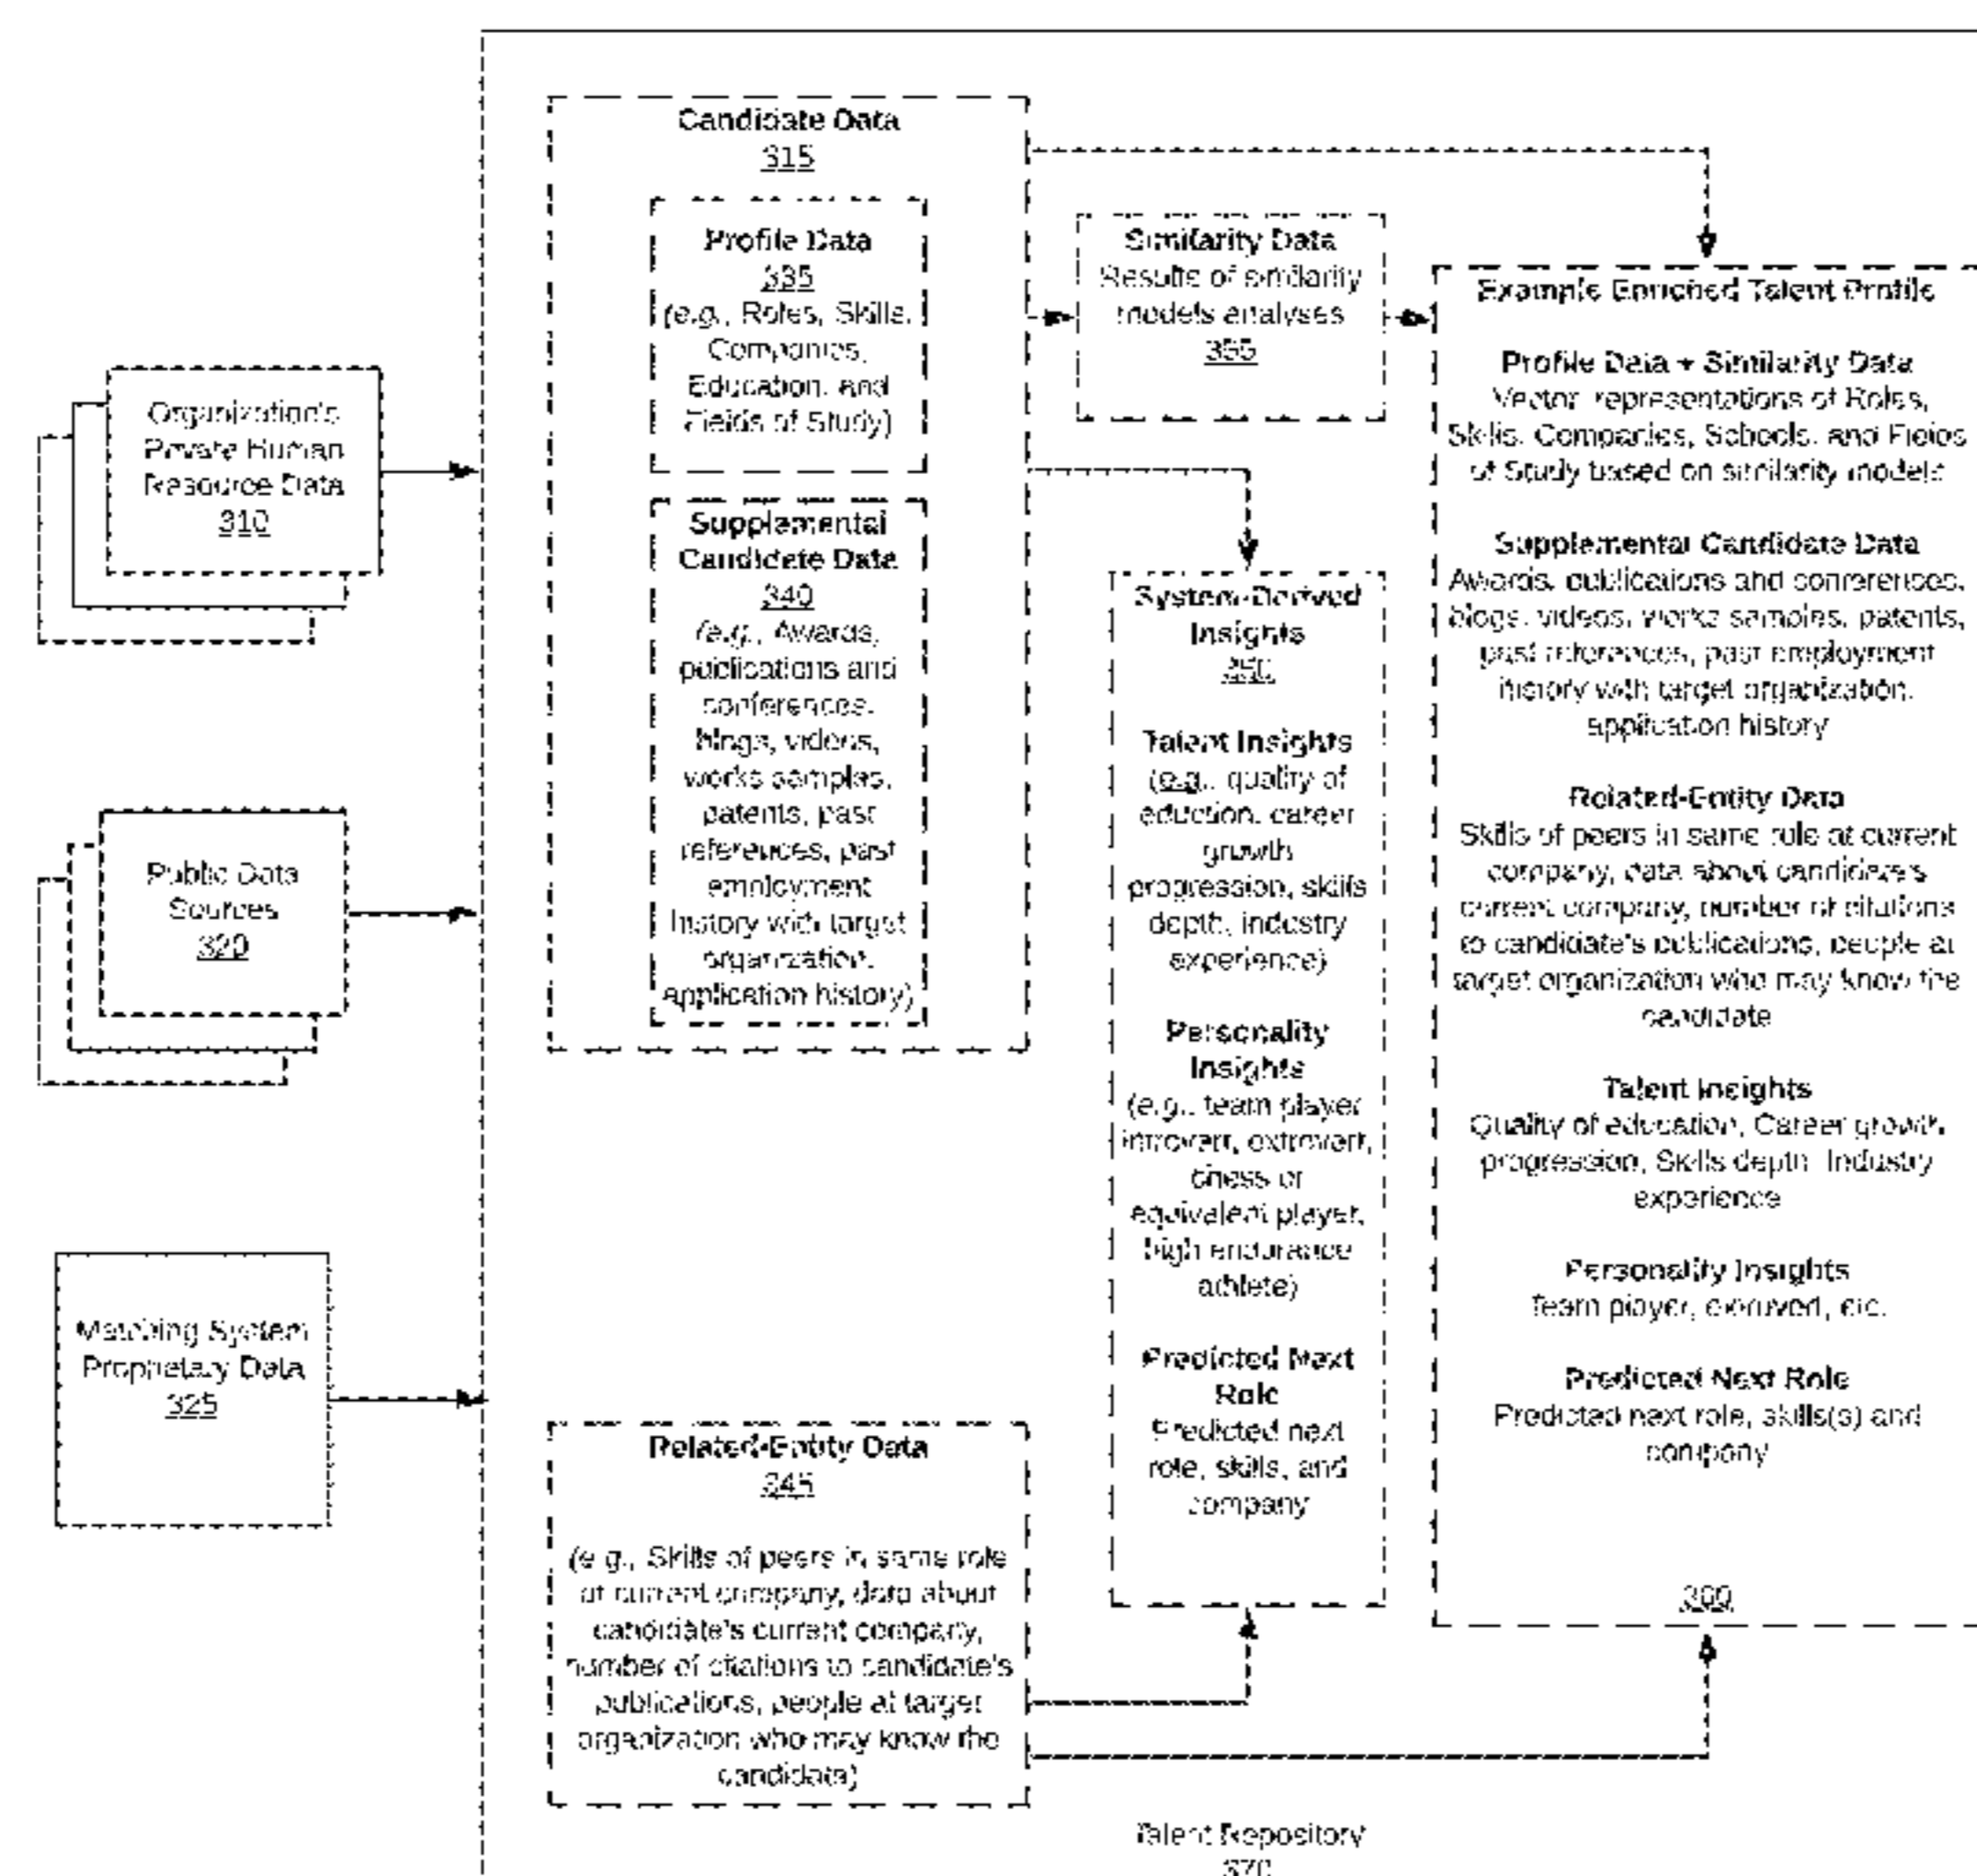 Organization's
Private Human
Resource Data
310
Public Data
Sources
320
Matching System
Proprietary Data
325
Candidate Data
315
Profile Data
335
(e.g., Roles, Skills,
Companies,
Education, and
Fields of Study)
Supplemental
Candidate Data
340
(e.g., Awards,
publications and
conferences,
blogs, videos,
works samples,
patents, past
references, past
employment
history with target
organization,
application history)
Related-Entity Data
345
(e.g., Skills of peers in same role
at current company, data about
candidate's current company,
number of citations to candidate's
publications, people at target
organization who may know the
candidate)
Similarity Data
Results of similarity
models analyses
355
System-Derived
Insights
350
Talent Insights
(e.g., quality of
eduction, career
growth
progression, skills
depth, industry
experience)
Personality
Insights
(e.g., team player
introvert, extrovert,
chess or
equivalent player,
high endurance
athlete)
Predicted Next
Role
Predicted next
role, skills, and
company
Example Enriched Talent Profile
Profile Data + Similarity Data
Vector representations of Roles,
Skills, Companies, Schools, and Fields
of Study based on similarity models
Supplemental Candidate Data
Awards, publications and conferences,
blogs, videos, works samples, patents,
past references, past employment
history with target organization,
application history
Related-Entity Data
Skills of peers in same role at current
company, data about candidate's
current company, number of citations
to candidate's publications, people at
target organization who may know the
candidate
Talent Insights
Quality of education, Career growth
progression, Skills depth, Industry
experience
Personality Insights
Team player, extrovert, etc.
Predicted Next Role
Predicted next role, skills(s) and
company
360
Talent Repository
370